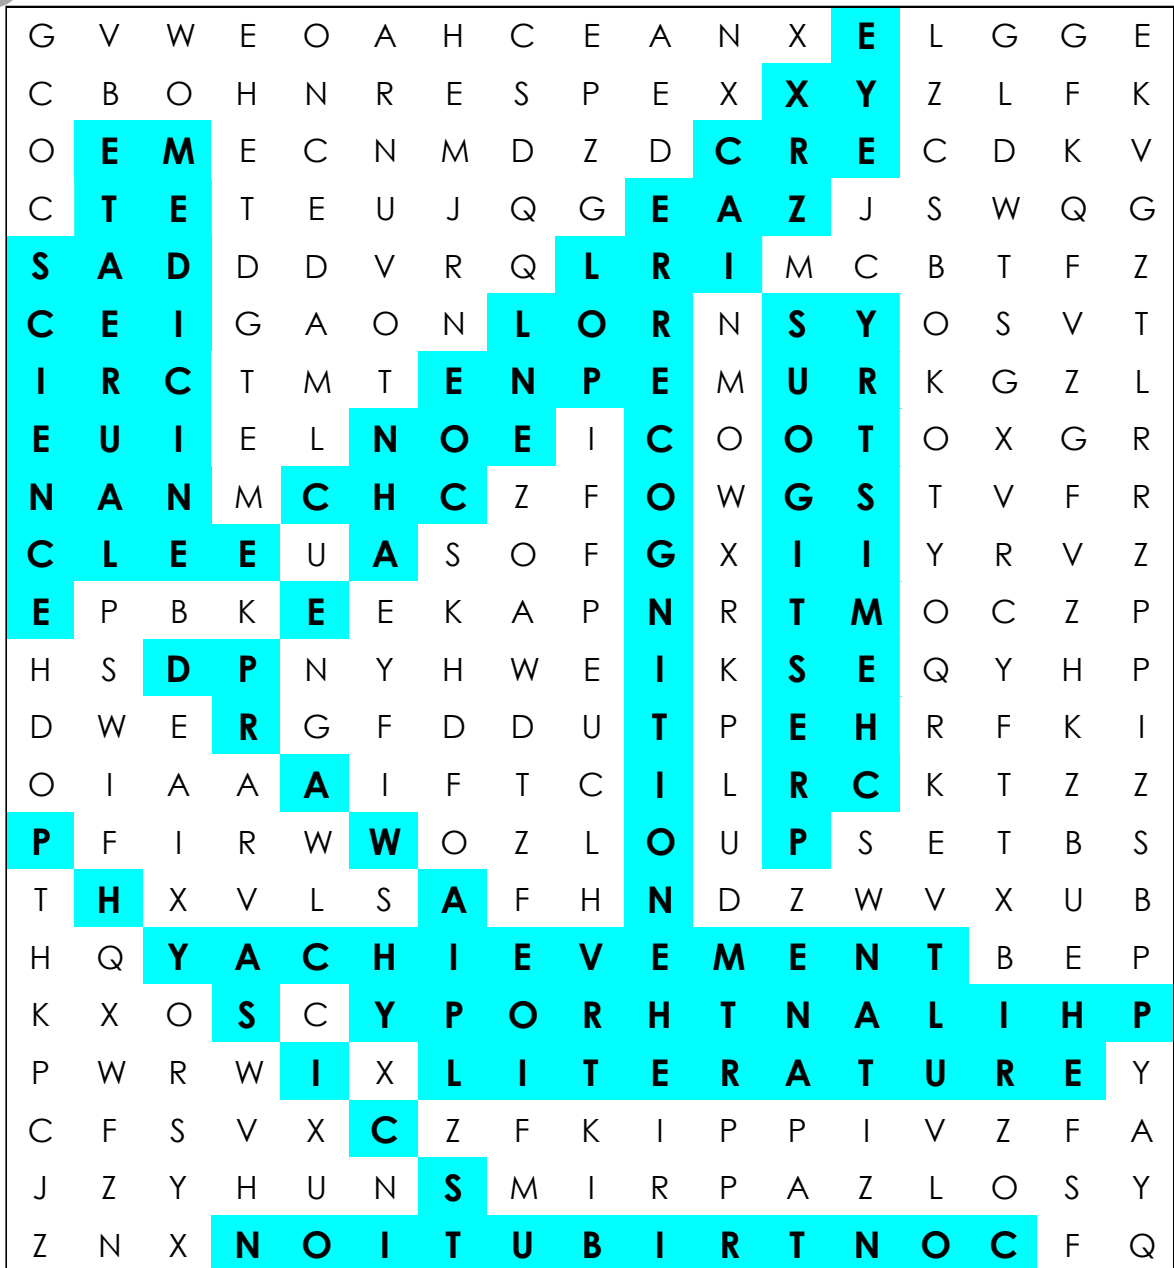 G V W E O A H C E A N X E L G G E
C B O H N R E S P E X X Y Z L F K
O E M E C N M D Z D C R E C D K V
C T E T E U J Q G E A Z J S W Q G
S A D D D V R Q L R I M C B T F Z
C E I G A O N L O R N S Y O S V T
I R C T M T E N P E M U R K G Z L
E U I E L N O E I C O O T O X G R
N A N M C H C Z F O W G S T V F R
C L E E U A S O F G X I I Y R V Z
E P B K E E K A P N R T M O C Z P
H S D P N Y H W E I K S E Q Y H P
D W E R G F D D U T P E H R F K I
O I A A A I F T C I L R C K T Z Z
P F I R W W O Z L O U P S E T B S
T H X V L S A F H N D Z W V X U B
H Q Y A C H I E V E M E N T B E P
K X O S C Y P O R H T N A L I H P
P W R W I X L I T E R A T U R E Y
C F S V X C Z F K I P P I V Z F A
J Z Y H U N S M I R P A Z L O S Y
Z N X N O I T U B I R T N O C F Q